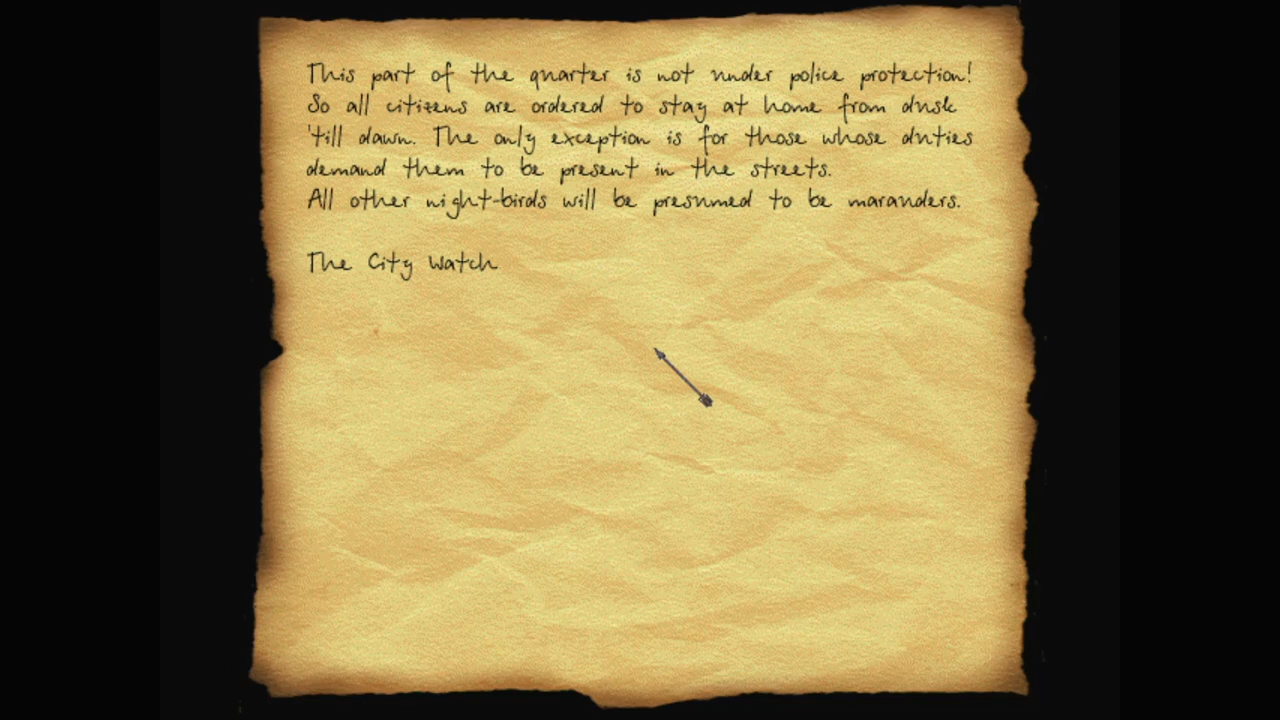 This part of the quarter is not under police protection!
So all citizens are ordered to stay at home from dusk
'till dawn. The only exception is for those whose duties
demand them to be present in the streets.
All other night-birds will be presumed to be marauders.
The City Watch